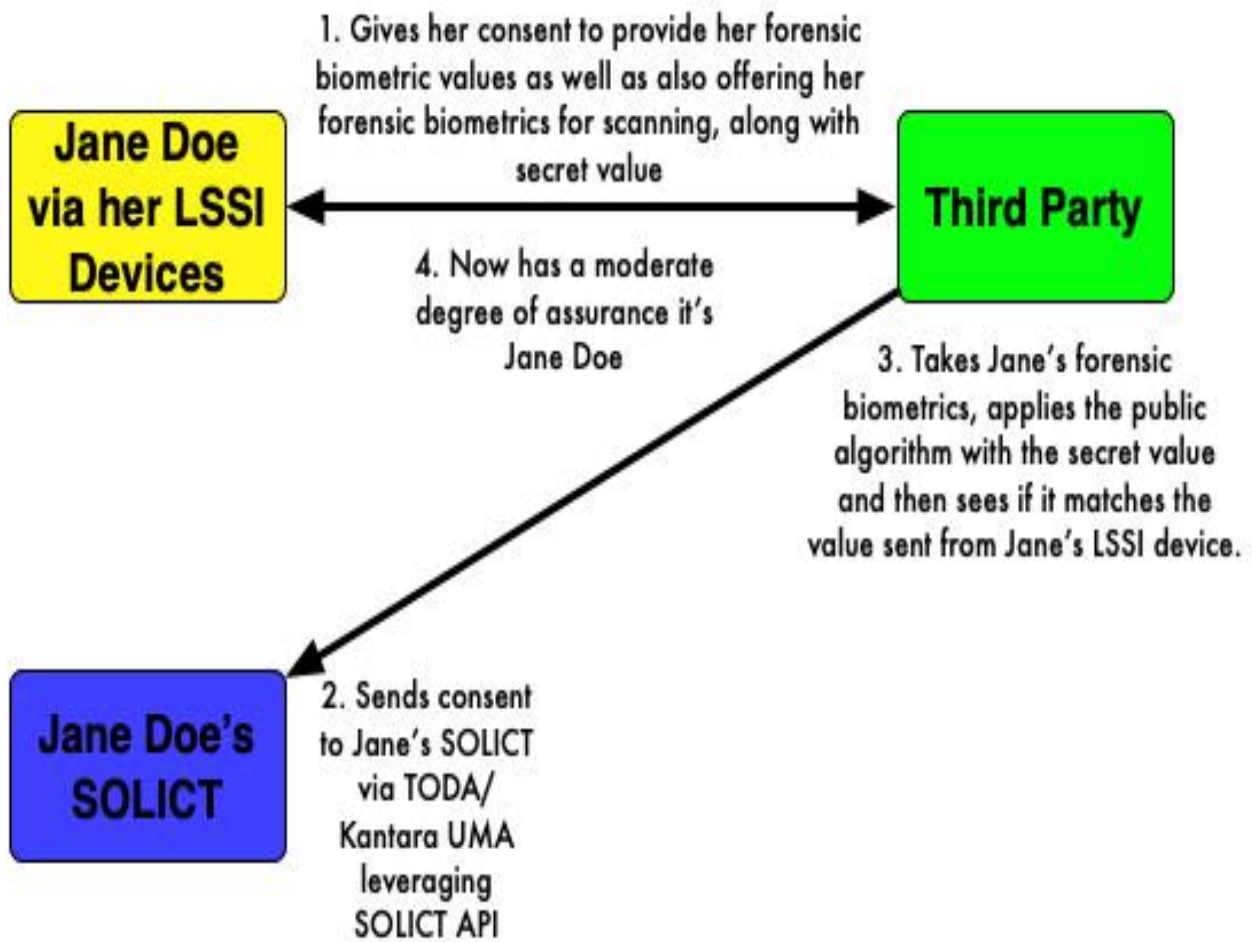 1. Gives her consent to provide her forensic
biometric values as well as also offering her
forensic biometrics for scanning, along with
secret value
Jane Doe
via her LSSI
Devices
Third Party
4. Now has a moderate
degree of assurance it's
Jane Doe
3. Takes Jane's forensic
biometrics, applies the public
algorithm with the secret value
and then sees if it matches the
value sent from Jane's LSSI device.
Jane Doe's
SOLICT
2. Sends consent
to Jane's SOLICT
via TODA/
Kantara UMA
leveraging
SOLICT API